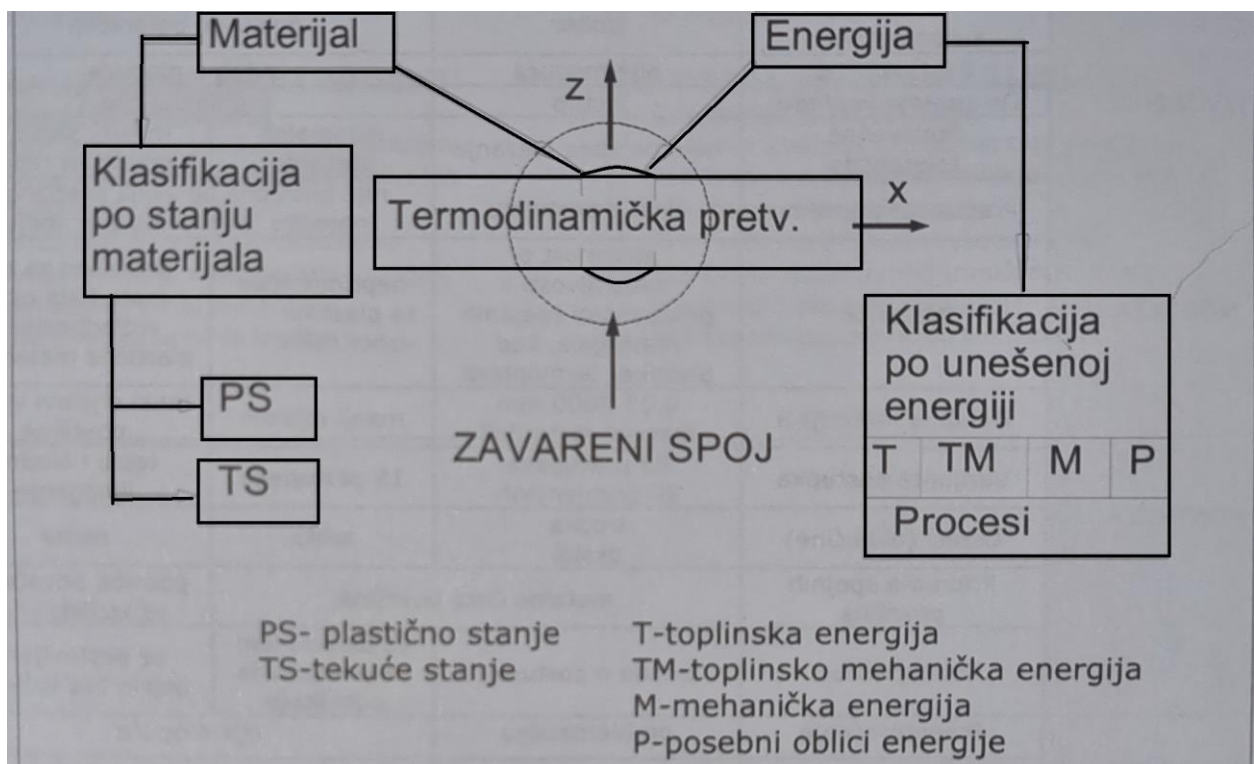 Materijal
Energija
z
Klasifikacija
po stanju
materijala
Termodinamička pretv.
x
Klasifikacija
po unešenoj
energiji
T TM M P
Procesi
PS
TS
ZAVARENI SPOJ
PS- plastično stanje
TS-tekuće stanje
T-toplinska energija
TM-toplinsko mehanička energija
M-mehanička energija
P-posebni oblici energije